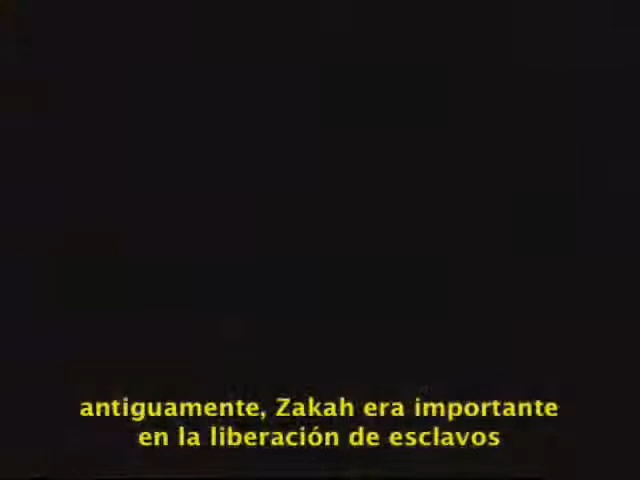 antiguamente, Zakah era importante
en la liberación de esclavos